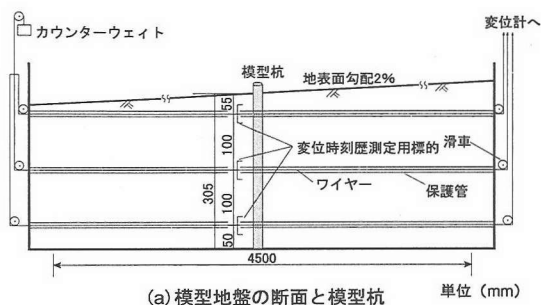 カウンターウェイト
変位計へ
模型杭
地表面勾配2%
55
100
変位時刻歴測定用標的
滑車
305
ワイヤー
保護管
100
50
4500
(a)模型地盤の断面と模型杭
単位（mm）